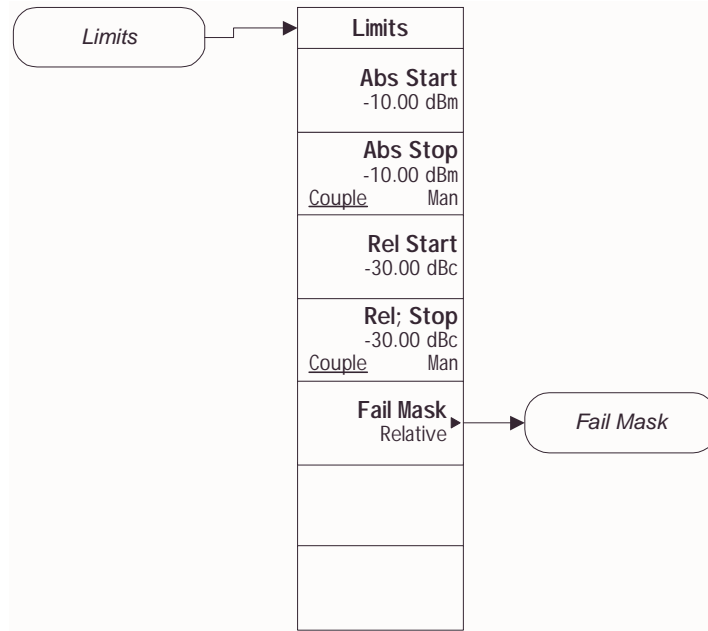 Limits
Limits
Abs Start
-10.00 dBm
Abs Stop
-10.00 dBm
Couple Man
Rel Start
-30.00 dBc
Rel; Stop
-30.00 dBc
Couple Man
Fail Mask
Relative
Fail Mask